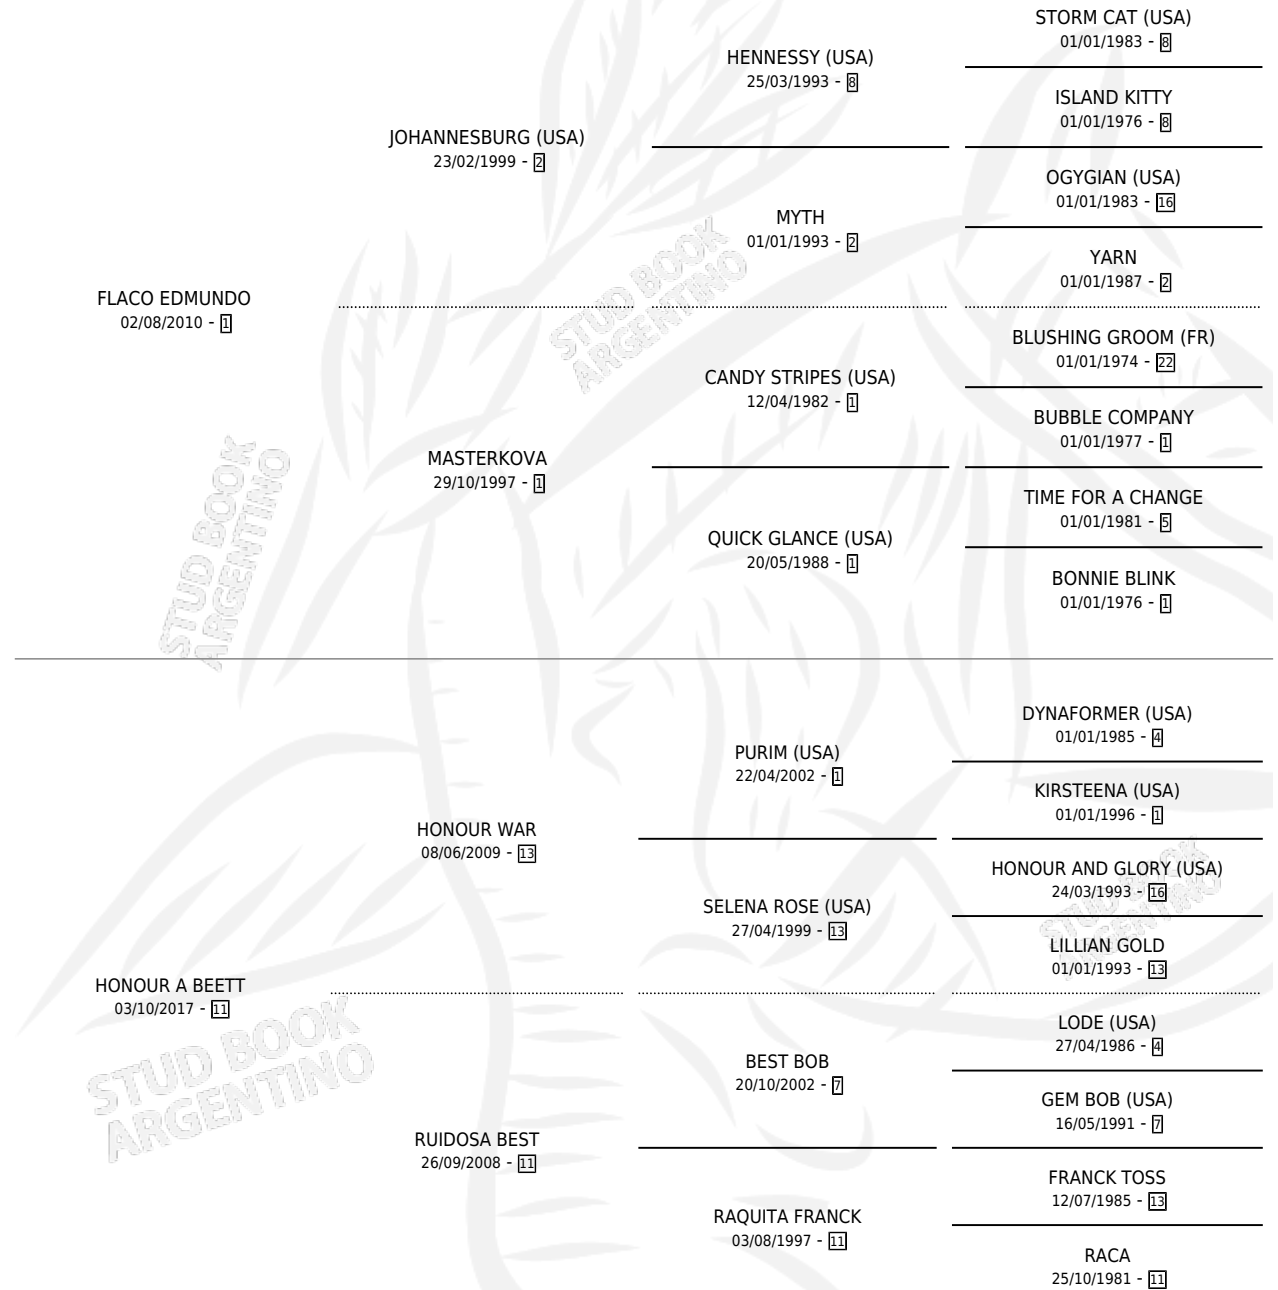 STORM CAT (USA)
01/01/1983 - 8
HENNESSY (USA)
25/03/1993 - 8
ISLAND KITTY
01/01/1976 - 8
JOHANNESBURG (USA)
23/02/1999 - 2
OGYGIAN (USA)
01/01/1983 - 16
MYTH
01/01/1993 - 2
YARN
01/01/1987 - 2
FLACO EDMUNDO
02/08/2010 - 1
BLUSHING GROOM (FR)
01/01/1974 - 22
CANDY STRIPES (USA)
12/04/1982 - 1
BUBBLE COMPANY
01/01/1977 - 1
MASTERKOVA
29/10/1997 - 1
TIME FOR A CHANGE
01/01/1981 - 5
QUICK GLANCE (USA)
20/05/1988 - 1
BONNIE BLINK
01/01/1976 - 1
DYNAFORMER (USA)
01/01/1985 - 4
PURIM (USA)
22/04/2002 - 1
KIRSTEENA (USA)
01/01/1996 - 1
HONOUR WAR
08/06/2009 - 13
HONOUR AND GLORY (USA)
24/03/1993 - 16
SELENA ROSE (USA)
27/04/1999 - 13
LILLIAN GOLD
01/01/1993 - 13
HONOUR A BEETT
03/10/2017 - 11
LODE (USA)
27/04/1986 - 4
BEST BOB
20/10/2002 - 7
GEM BOB (USA)
16/05/1991 - 7
RUIDOSA BEST
26/09/2008 - 11
FRANCK TOSS
12/07/1985 - 13
RAQUITA FRANCK
03/08/1997 - 11
RACA
25/10/1981 - 11
STUD BOOK
ARGENTINO
STUD BOOK
ARGENTINO
STUD BOOK
ARGENTINO
STUD BOOK
ARGENTINO